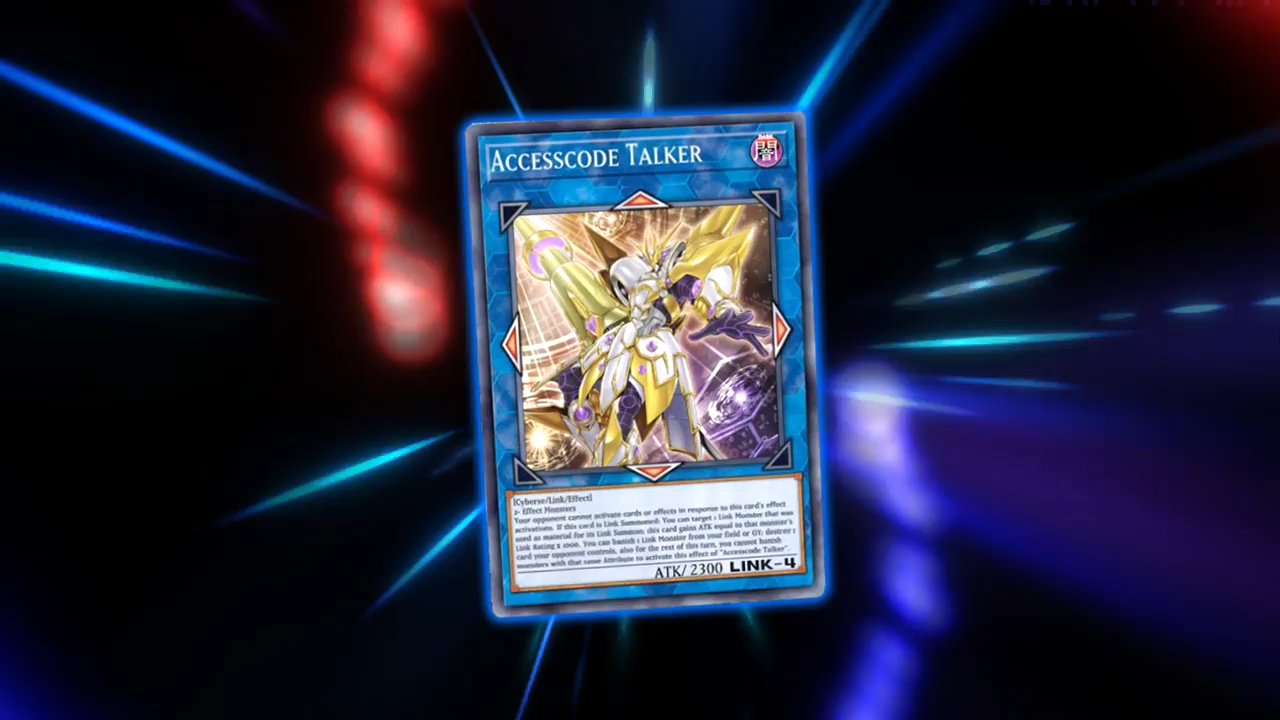 ACCESSCODE TALKER
DARK
闇
[Cyberse/Link/Effect]
2+ Effect Monsters
Your opponent cannot activate cards or effects in response to this card's effect
activations. If this card is Link Summoned: You can target 1 Link Monster that was
used as material for its Link Summon; this card gains ATK equal to that monster's
Link Rating x 1000. You can banish 1 Link Monster from your field or GY; destroy 1
card your opponent controls, also for the rest of this turn, you cannot banish
monsters with that same Attribute to activate this effect of "Accesscode Talker".
ATK/ 2300 LINK-4